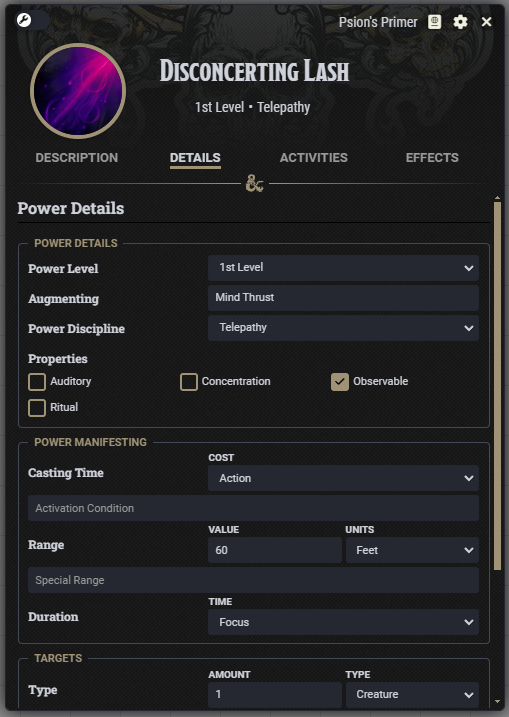 Psion's Primer
Disconcerting Lash
1st Level • Telepathy
DESCRIPTION DETAILS ACTIVITIES EFFECTS
Power Details
POWER DETAILS
Power Level 1st Level
Augmenting Mind Thrust
Power Discipline Telepathy
Properties
Auditory Concentration Observable
Ritual
POWER MANIFESTING
COST
Casting Time Action
Activation Condition
VALUE UNITS
Range 60 Feet
Special Range
TIME
Duration Focus
TARGETS
AMOUNT TYPE
Type 1 Creature